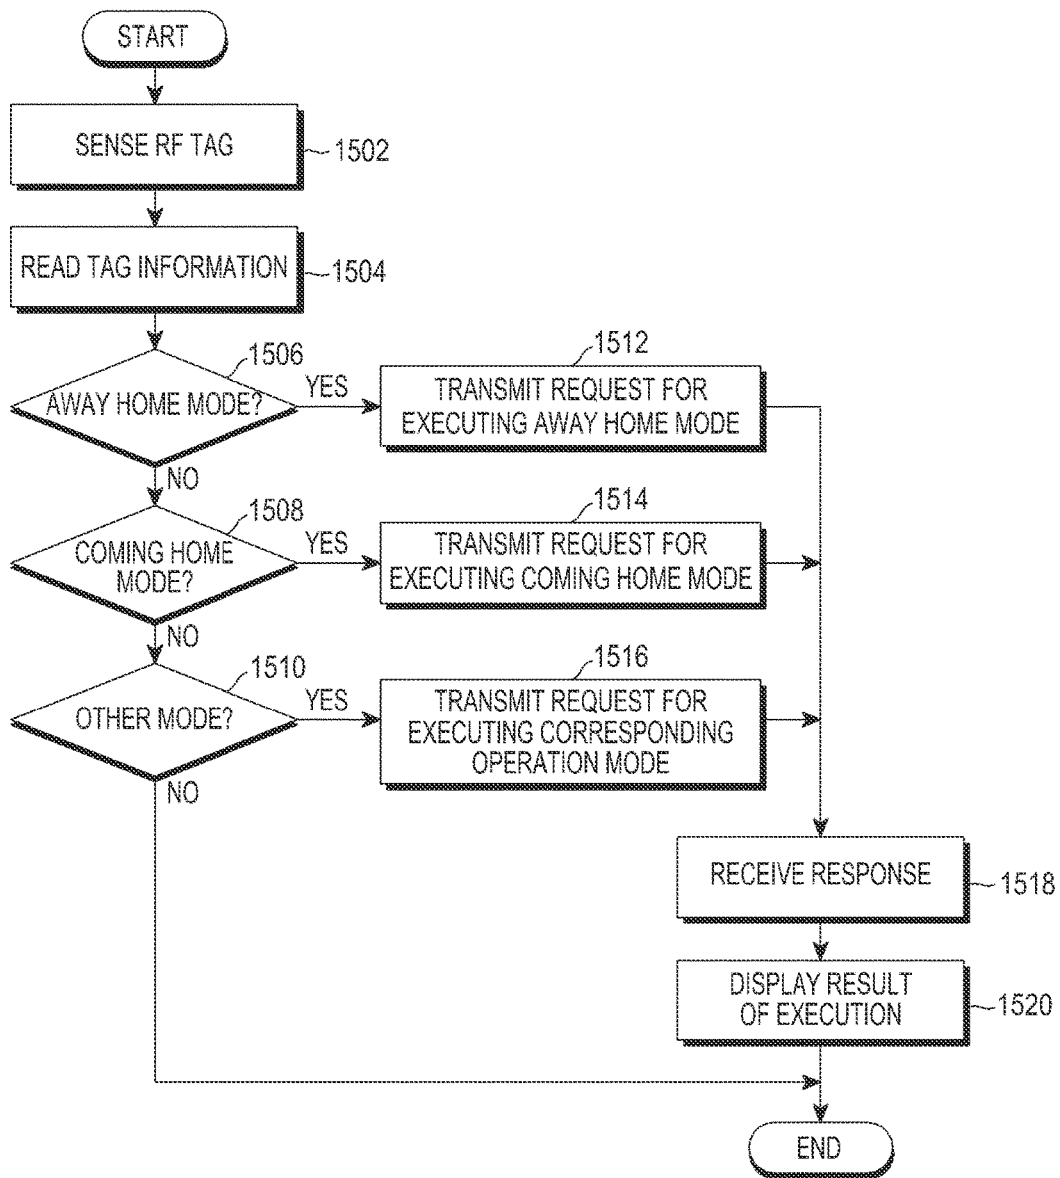 START
SENSE RF TAG
1502
READ TAG INFORMATION
1504
1506
AWAY HOME MODE?
YES
NO
1512
TRANSMIT REQUEST FOR
EXECUTING AWAY HOME MODE
1508
COMING HOME
MODE?
YES
NO
1514
TRANSMIT REQUEST FOR
EXECUTING COMING HOME MODE
1510
OTHER MODE?
YES
NO
1516
TRANSMIT REQUEST FOR
EXECUTING CORRESPONDING
OPERATION MODE
RECEIVE RESPONSE
1518
DISPLAY RESULT
OF EXECUTION
1520
END